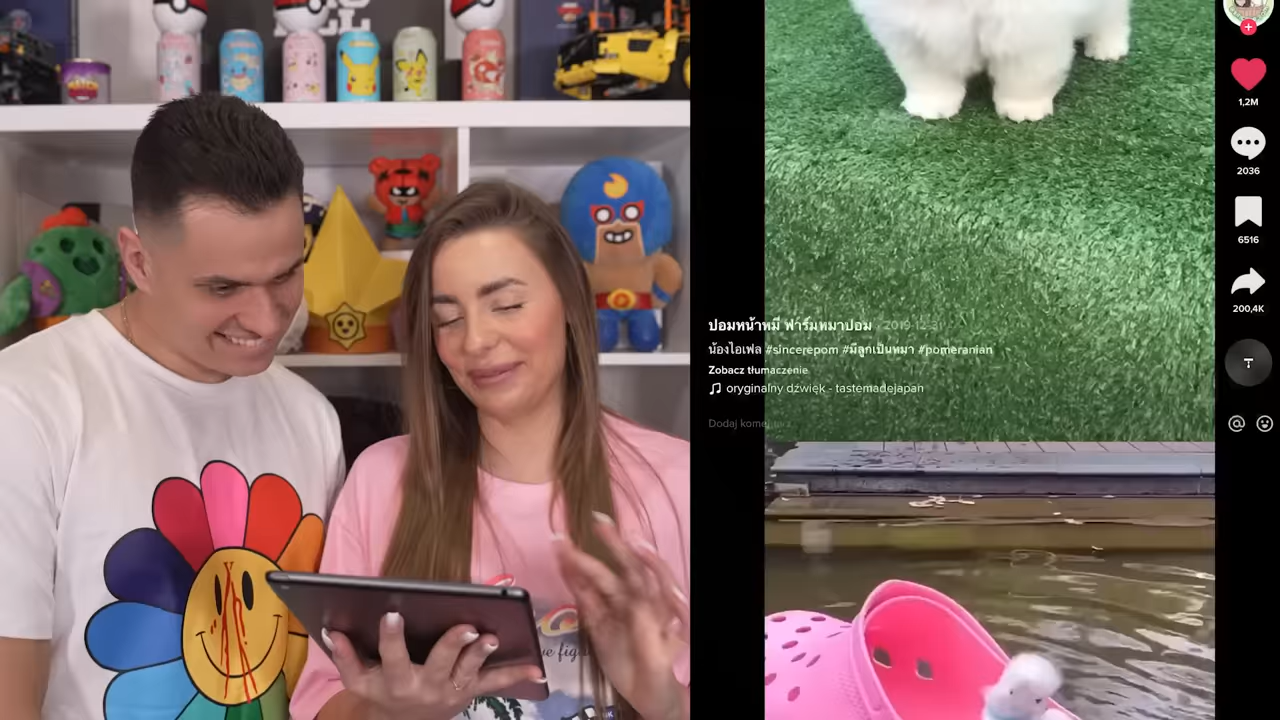 1,2M
2036
6516
200,4K
ปอมหน้าหมี ฟาร์มหมาปอม · 2019-12-31
น้องไอเฟล #sincerepom #มีลูกเป็นหมา #pomeranian
Zobacz tłumaczenie
oryginalny dźwięk - tastemadejapan